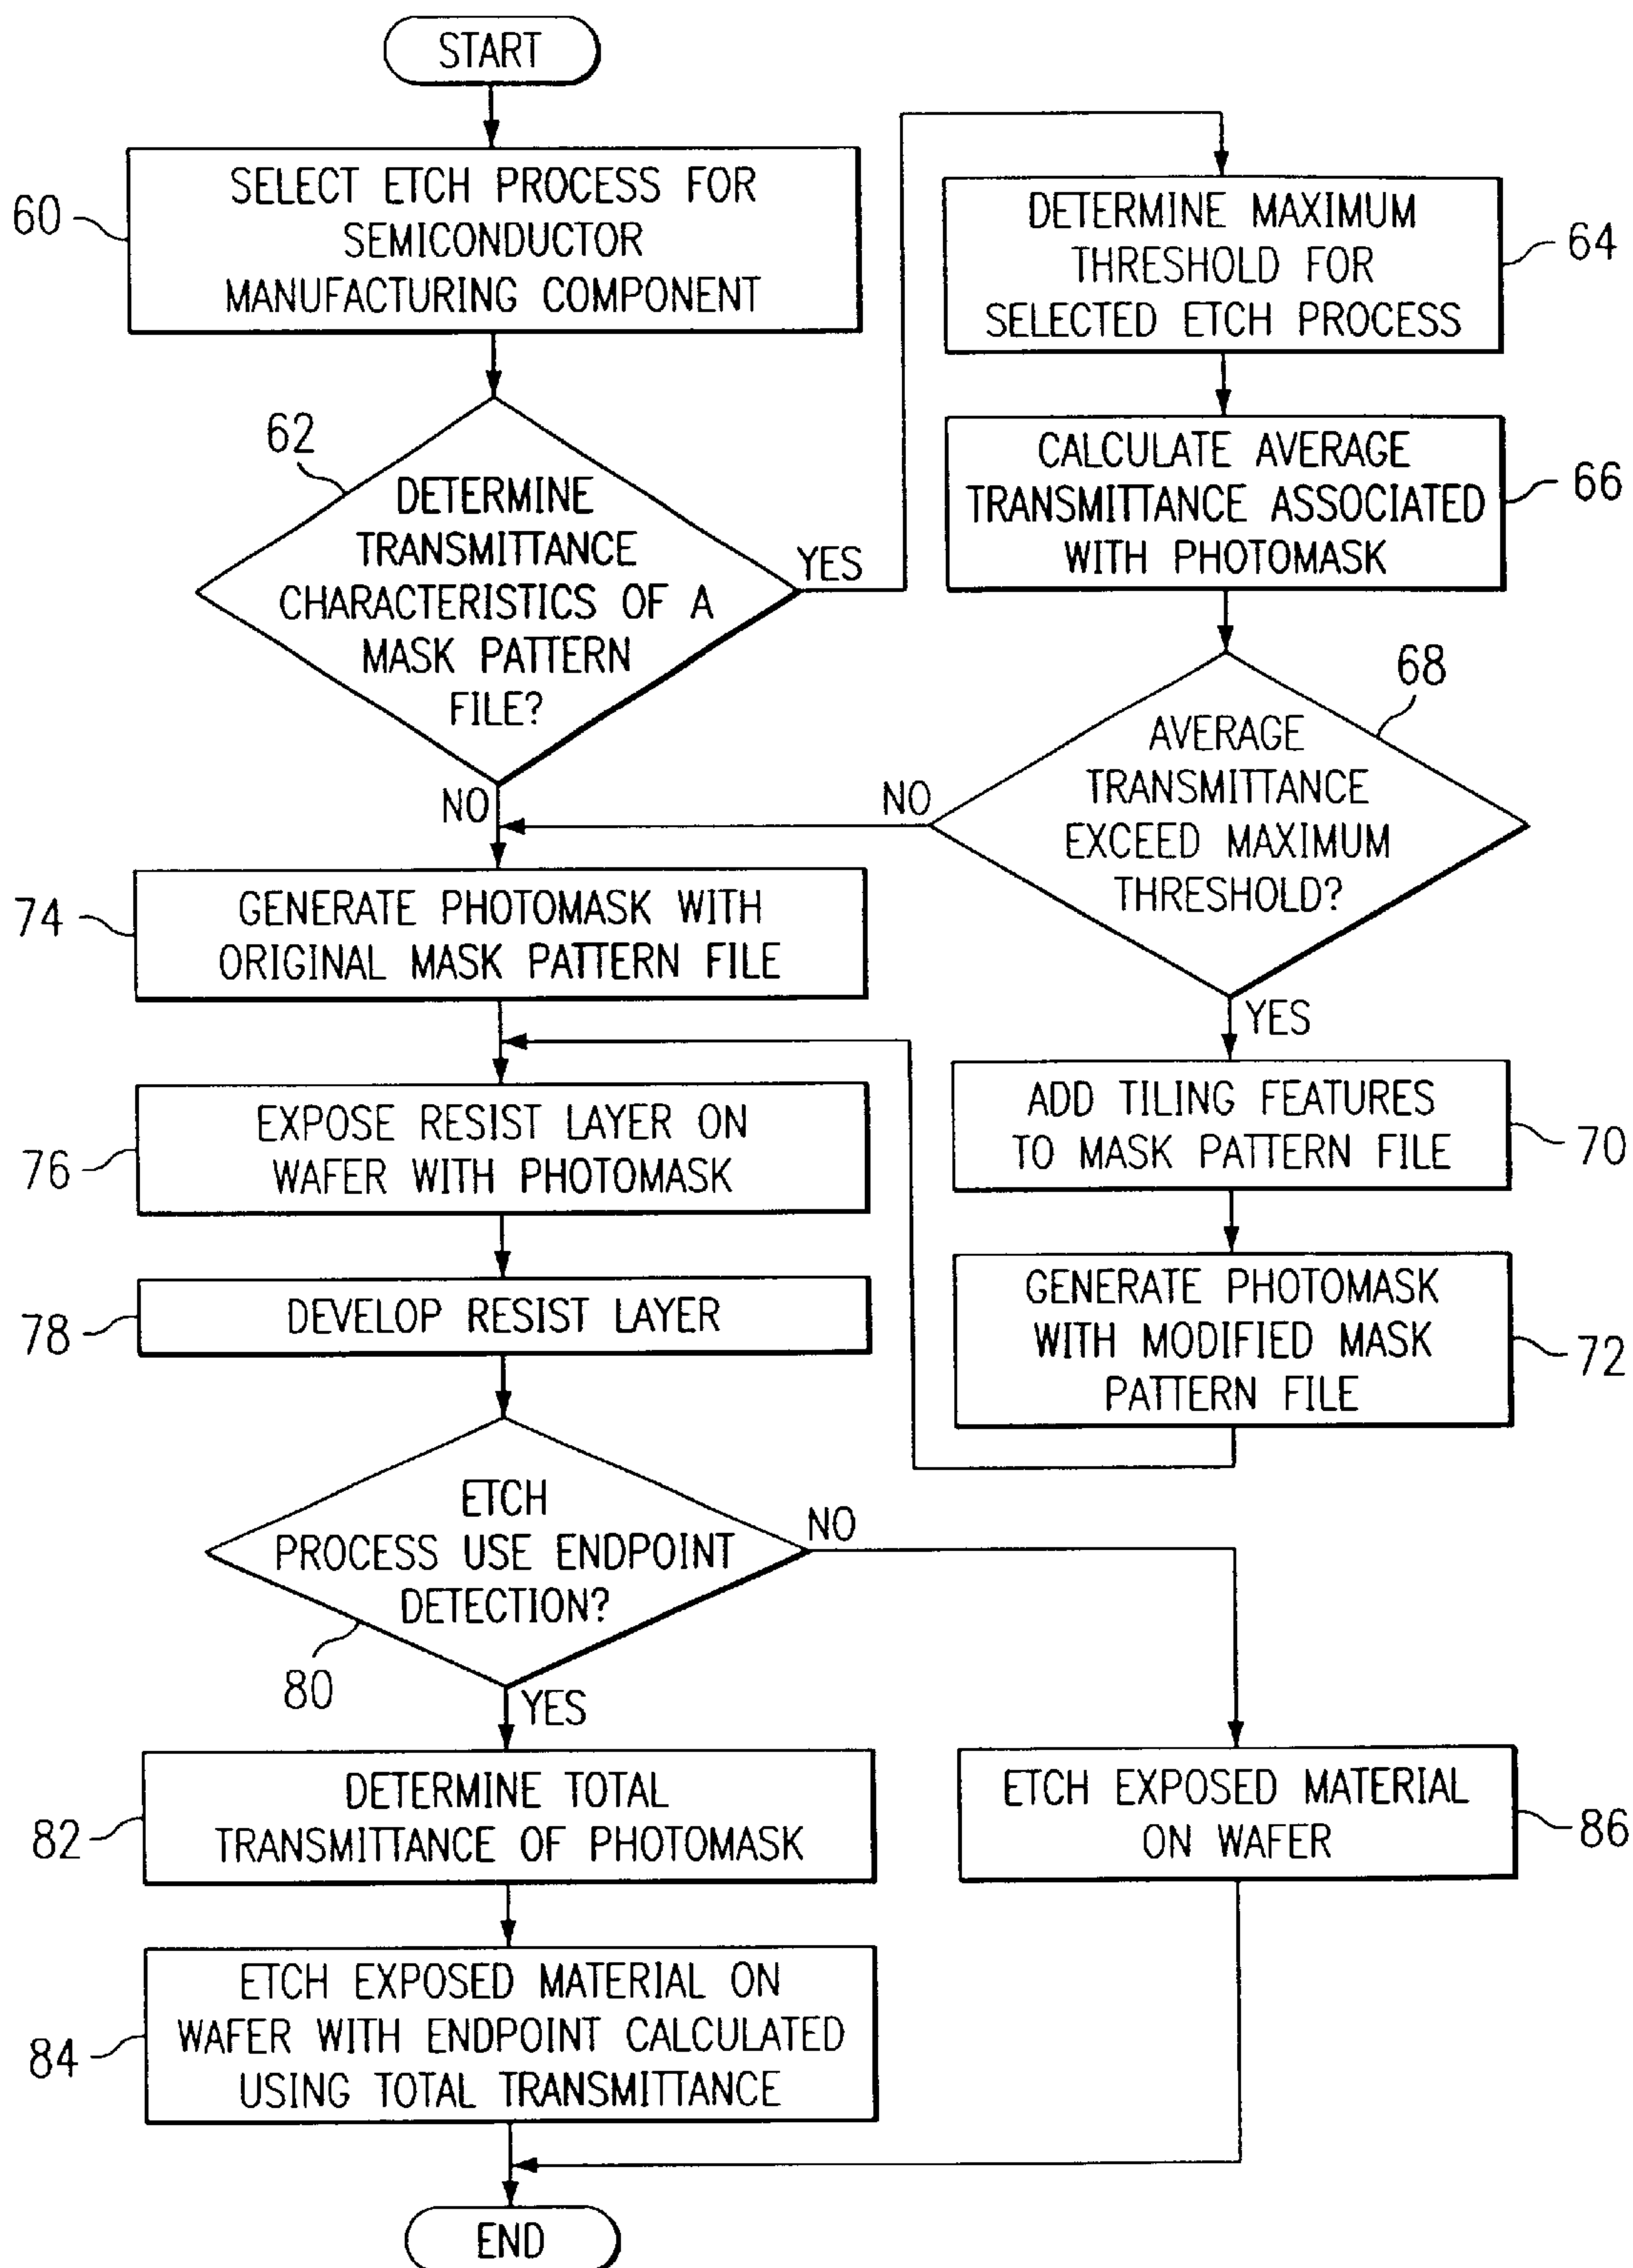 START
60
SELECT ETCH PROCESS FOR
SEMICONDUCTOR
MANUFACTURING COMPONENT
62
DETERMINE
TRANSMITTANCE
CHARACTERISTICS OF A
MASK PATTERN
FILE?
YES
NO
DETERMINE MAXIMUM
THRESHOLD FOR
SELECTED ETCH PROCESS
64
CALCULATE AVERAGE
TRANSMITTANCE ASSOCIATED
WITH PHOTOMASK
66
68
AVERAGE
TRANSMITTANCE
EXCEED MAXIMUM
THRESHOLD?
NO
YES
ADD TILING FEATURES
TO MASK PATTERN FILE
70
GENERATE PHOTOMASK
WITH MODIFIED MASK
PATTERN FILE
72
74
GENERATE PHOTOMASK WITH
ORIGINAL MASK PATTERN FILE
76
EXPOSE RESIST LAYER ON
WAFER WITH PHOTOMASK
78
DEVELOP RESIST LAYER
ETCH
PROCESS USE ENDPOINT
DETECTION?
80
NO
YES
82
DETERMINE TOTAL
TRANSMITTANCE OF PHOTOMASK
ETCH EXPOSED MATERIAL
ON WAFER
86
84
ETCH EXPOSED MATERIAL ON
WAFER WITH ENDPOINT CALCULATED
USING TOTAL TRANSMITTANCE
END